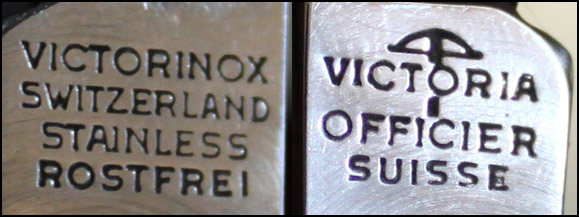 VICTORINOX
SWITZERLAND
STAINLESS
ROSTFREI
VICTORIA
OFFICIER
SUISSE